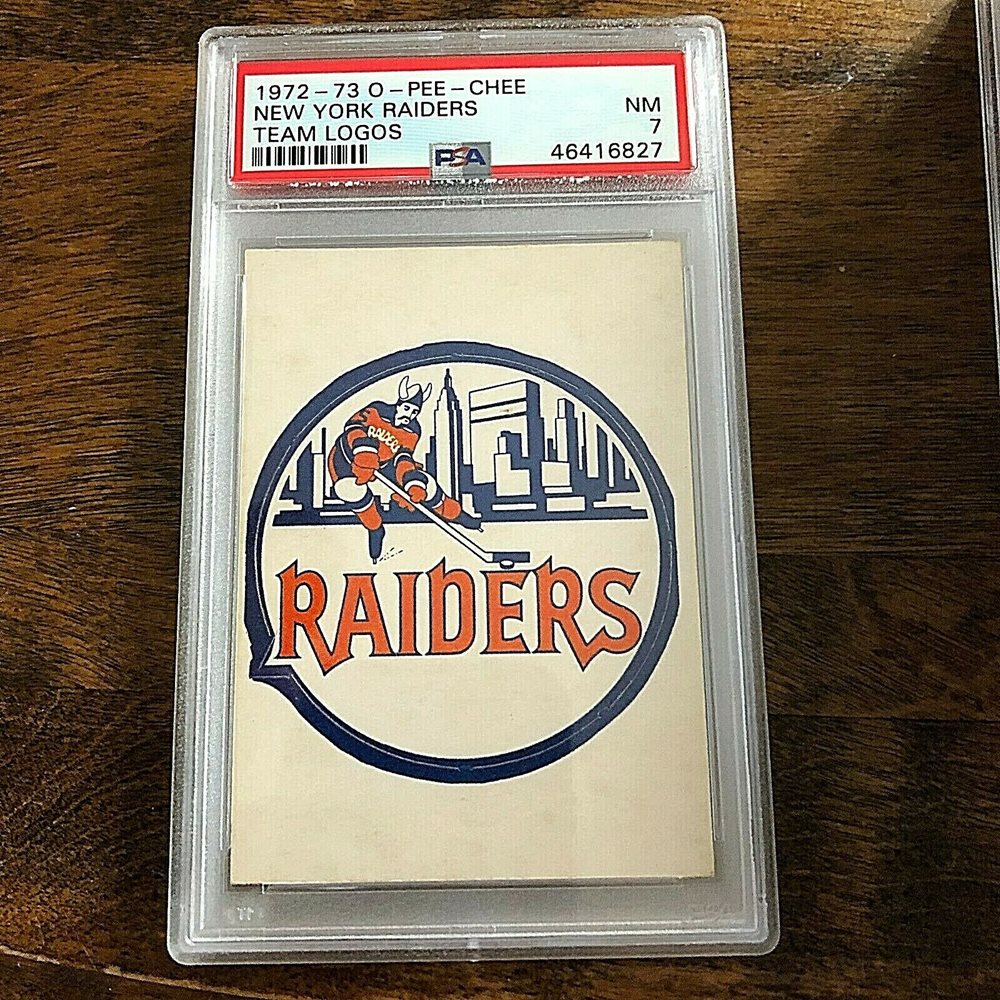 1972-73 O-PEE-CHEE
NEW YORK RAIDERS
NM
TEAM LOGOS
7
PSA
46416827
RAIDERS
RAIDERS